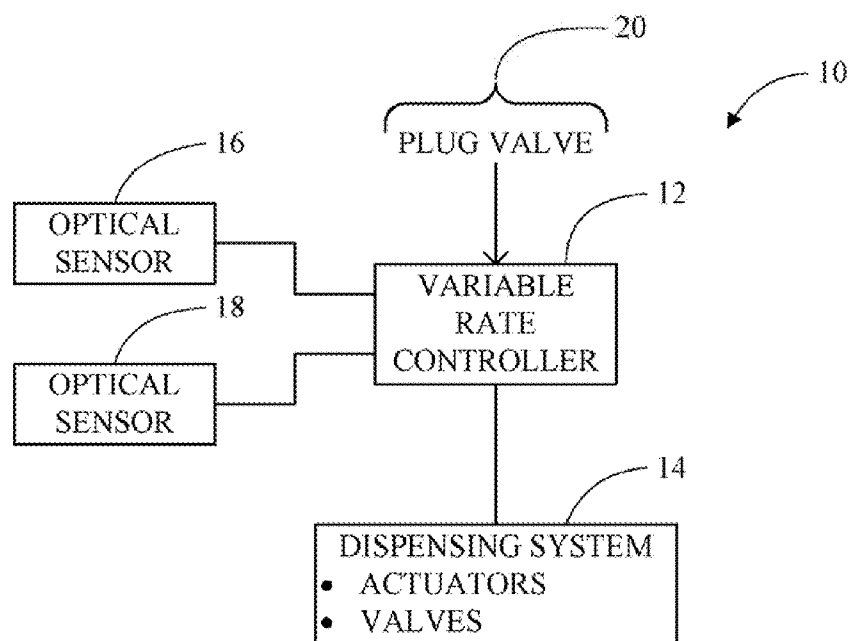 20
10
PLUG VALVE
16
12
OPTICAL
SENSOR
VARIABLE
RATE
CONTROLLER
18
OPTICAL
SENSOR
14
DISPENSING SYSTEM
• ACTUATORS
• VALVES